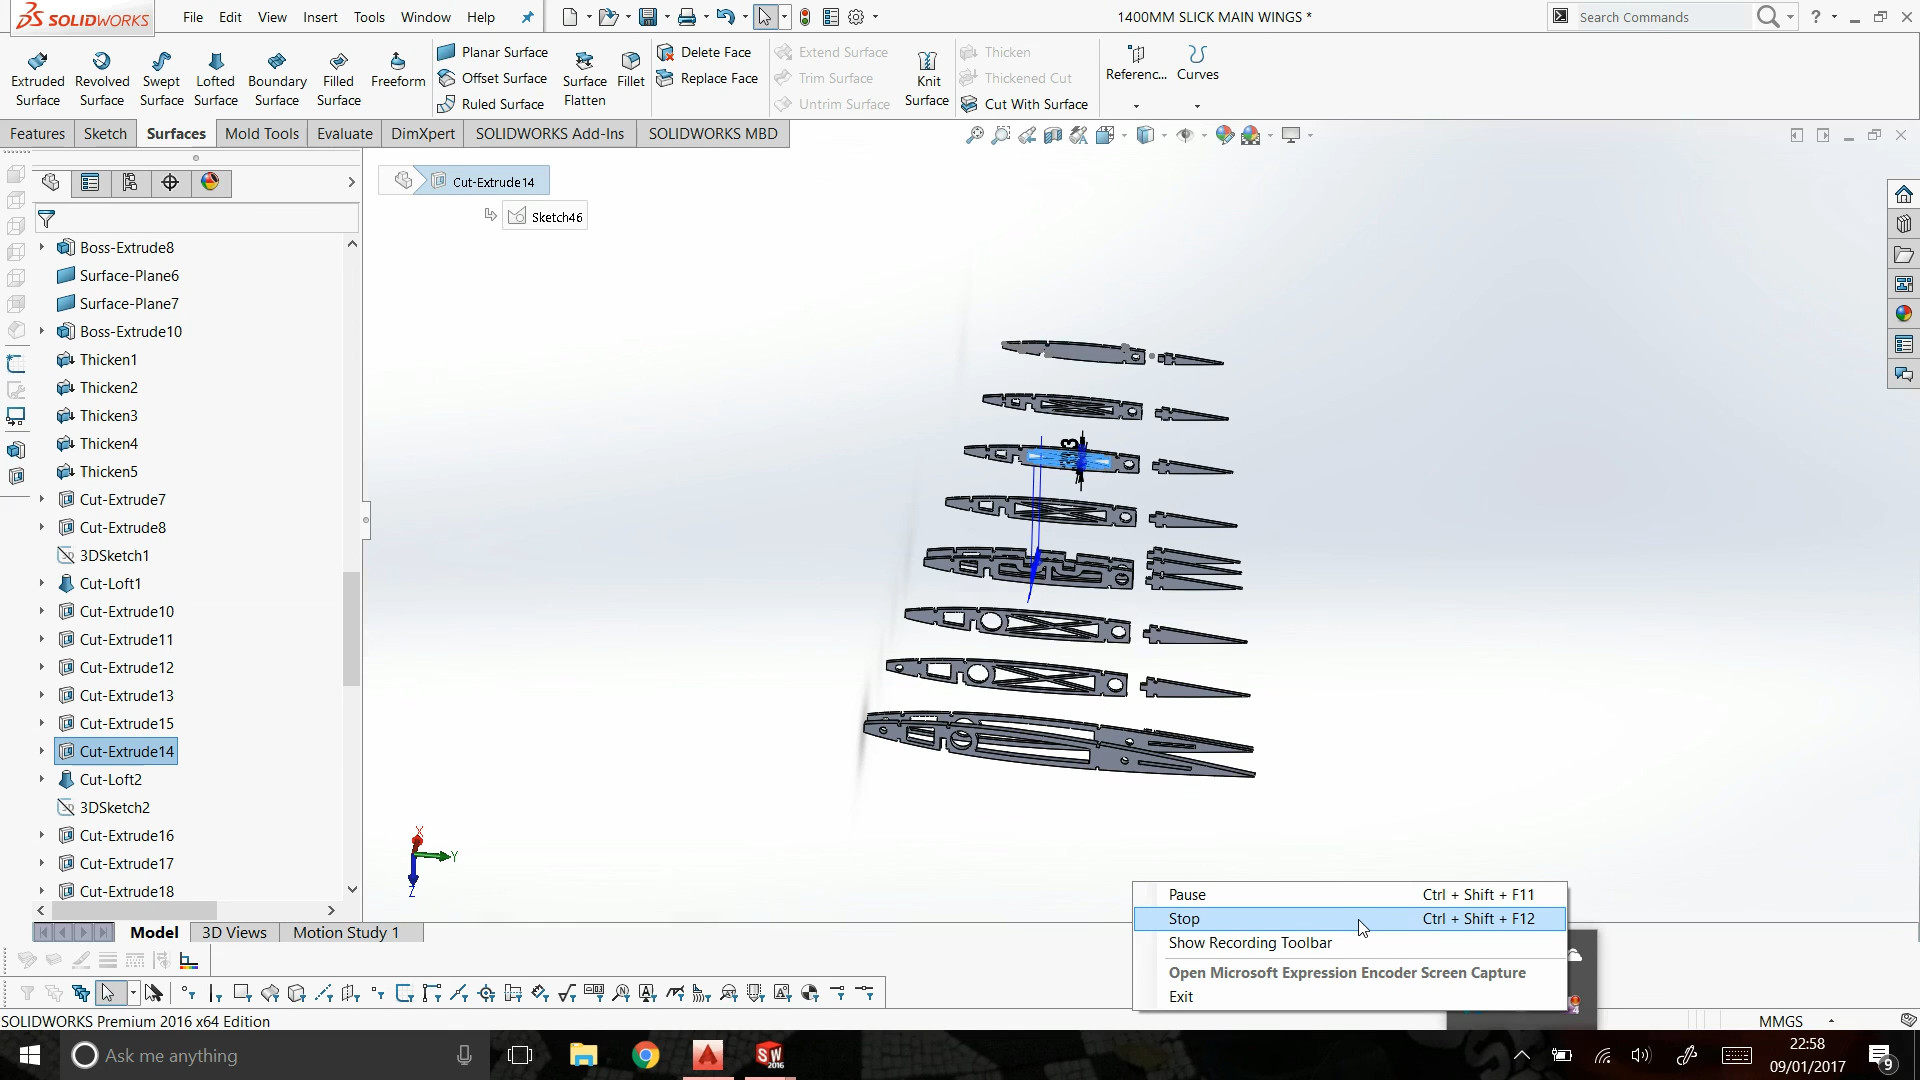 SOLIDWORKS File Edit View Insert Tools Window Help 1400MM SLICK MAIN WINGS * Search Commands ?
Extruded Surface
Revolved Surface
Swept Surface
Lofted Surface
Boundary Surface
Filled Surface
Freeform
Planar Surface
Offset Surface
Ruled Surface
Surface Flatten
Fillet
Delete Face
Replace Face
Extend Surface
Trim Surface
Untrim Surface
Knit Surface
Thicken
Thickened Cut
Cut With Surface
Referenc...
Curves
Features Sketch Surfaces Mold Tools Evaluate DimXpert SOLIDWORKS Add-Ins SOLIDWORKS MBD
Cut-Extrude14
Sketch46
Boss-Extrude8
Surface-Plane6
Surface-Plane7
Boss-Extrude10
Thicken1
Thicken2
Thicken3
Thicken4
Thicken5
Cut-Extrude7
Cut-Extrude8
3DSketch1
Cut-Loft1
Cut-Extrude10
Cut-Extrude11
Cut-Extrude12
Cut-Extrude13
Cut-Extrude15
Cut-Extrude14
Cut-Loft2
3DSketch2
Cut-Extrude16
Cut-Extrude17
Cut-Extrude18
X
Y
Z
Pause Ctrl + Shift + F11
Stop Ctrl + Shift + F12
Show Recording Toolbar
Open Microsoft Expression Encoder Screen Capture
Exit
Model 3D Views Motion Study 1
SOLIDWORKS Premium 2016 x64 Edition MMGS
Ask me anything
SW 2016
22:58
09/01/2017
9